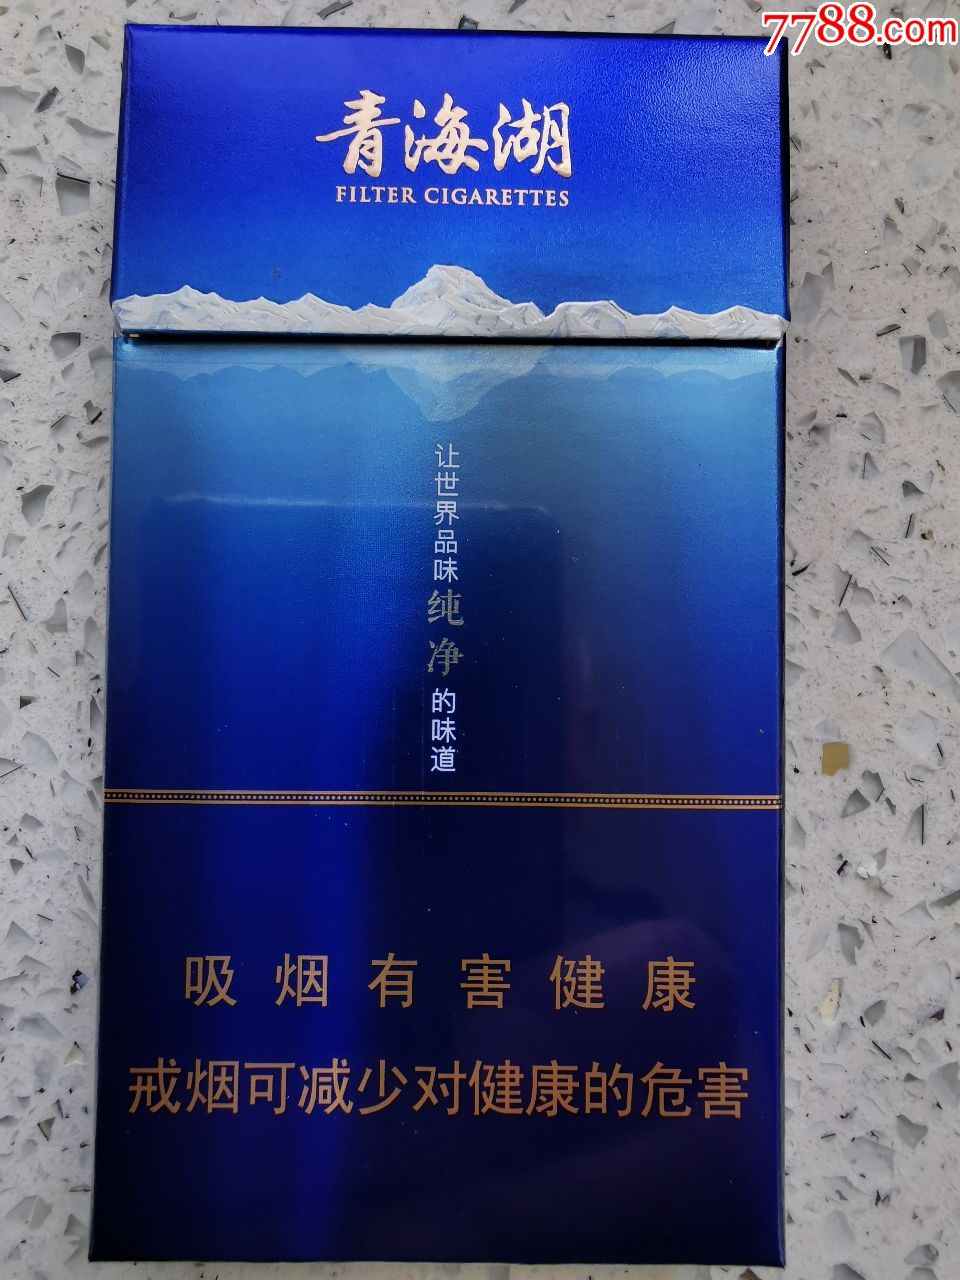 7788.com
青海湖
FILTER CIGARETTES
让世界品味纯净的味道
吸烟有害健康
戒烟可减少对健康的危害